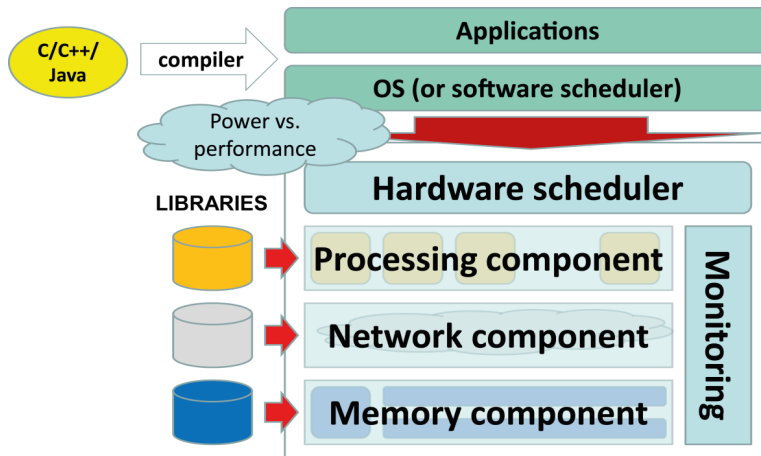 C/C++/
Java
compiler
Applications
OS (or software scheduler)
Power vs.
performance
Hardware scheduler
LIBRARIES
Processing component
Network component
Memory component
Monitoring